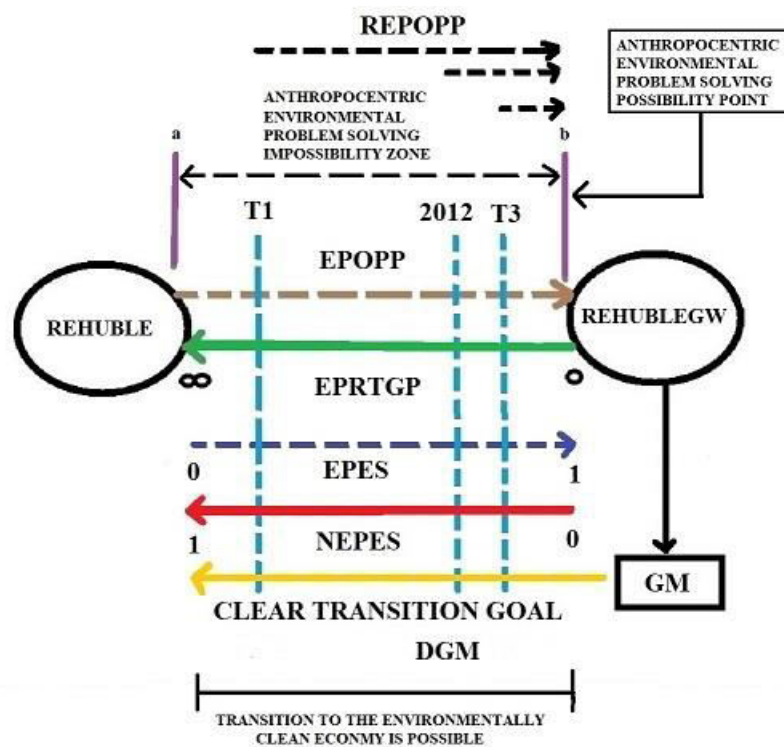 REPOPP
ANTHROPOCENTRIC
ENVIRONMENTAL
PROBLEM SOLVING
POSSIBILITY POINT
ANTHROPOCENTRIC
ENVIRONMENTAL
PROBLEM SOLVING
IMPOSSIBILITY ZONE
a
b
T1
2012
T3
EPOPP
REHUBLE
REHUBLEGW
∞
0
EPRTGP
0
EPES
1
1
NEPES
0
GM
CLEAR TRANSITION GOAL
DGM
TRANSITION TO THE ENVIRONMENTALLY
CLEAN ECONMY IS POSSIBLE